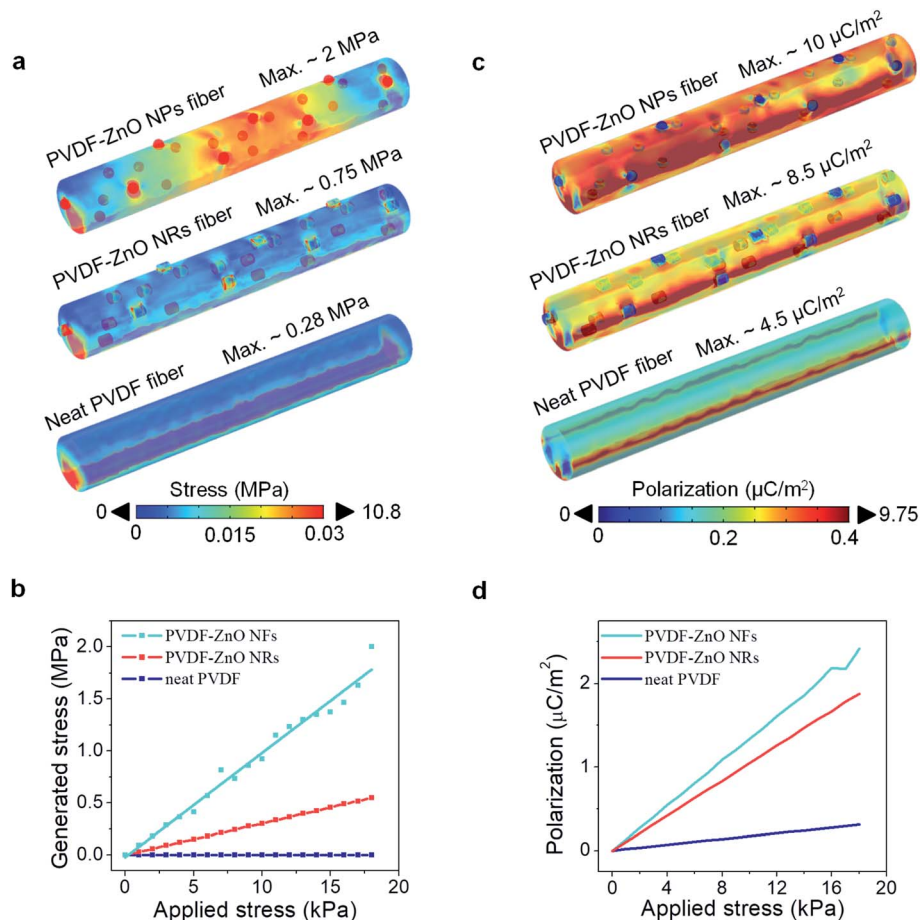 a
PVDF-ZnO NPs fiber Max. ~ 2 MPa
PVDF-ZnO NRs fiber Max. ~ 0.75 MPa
Neat PVDF fiber Max. ~ 0.28 MPa
Stress (MPa)
0 10.8
0 0.015 0.03
c
PVDF-ZnO NPs fiber Max. ~ 10 µC/m²
PVDF-ZnO NRs fiber Max. ~ 8.5 µC/m²
Neat PVDF fiber Max. ~ 4.5 µC/m²
Polarization (µC/m²)
0 9.75
0 0.2 0.4
b
PVDF-ZnO NFs
PVDF-ZnO NRs
neat PVDF
Generated stress (MPa)
2.0
1.5
1.0
0.5
0.0
0 5 10 15 20
Applied stress (kPa)
d
PVDF-ZnO NFs
PVDF-ZnO NRs
neat PVDF
Polarization (µC/m²)
2
1
0
0 4 8 12 16 20
Applied stress (kPa)